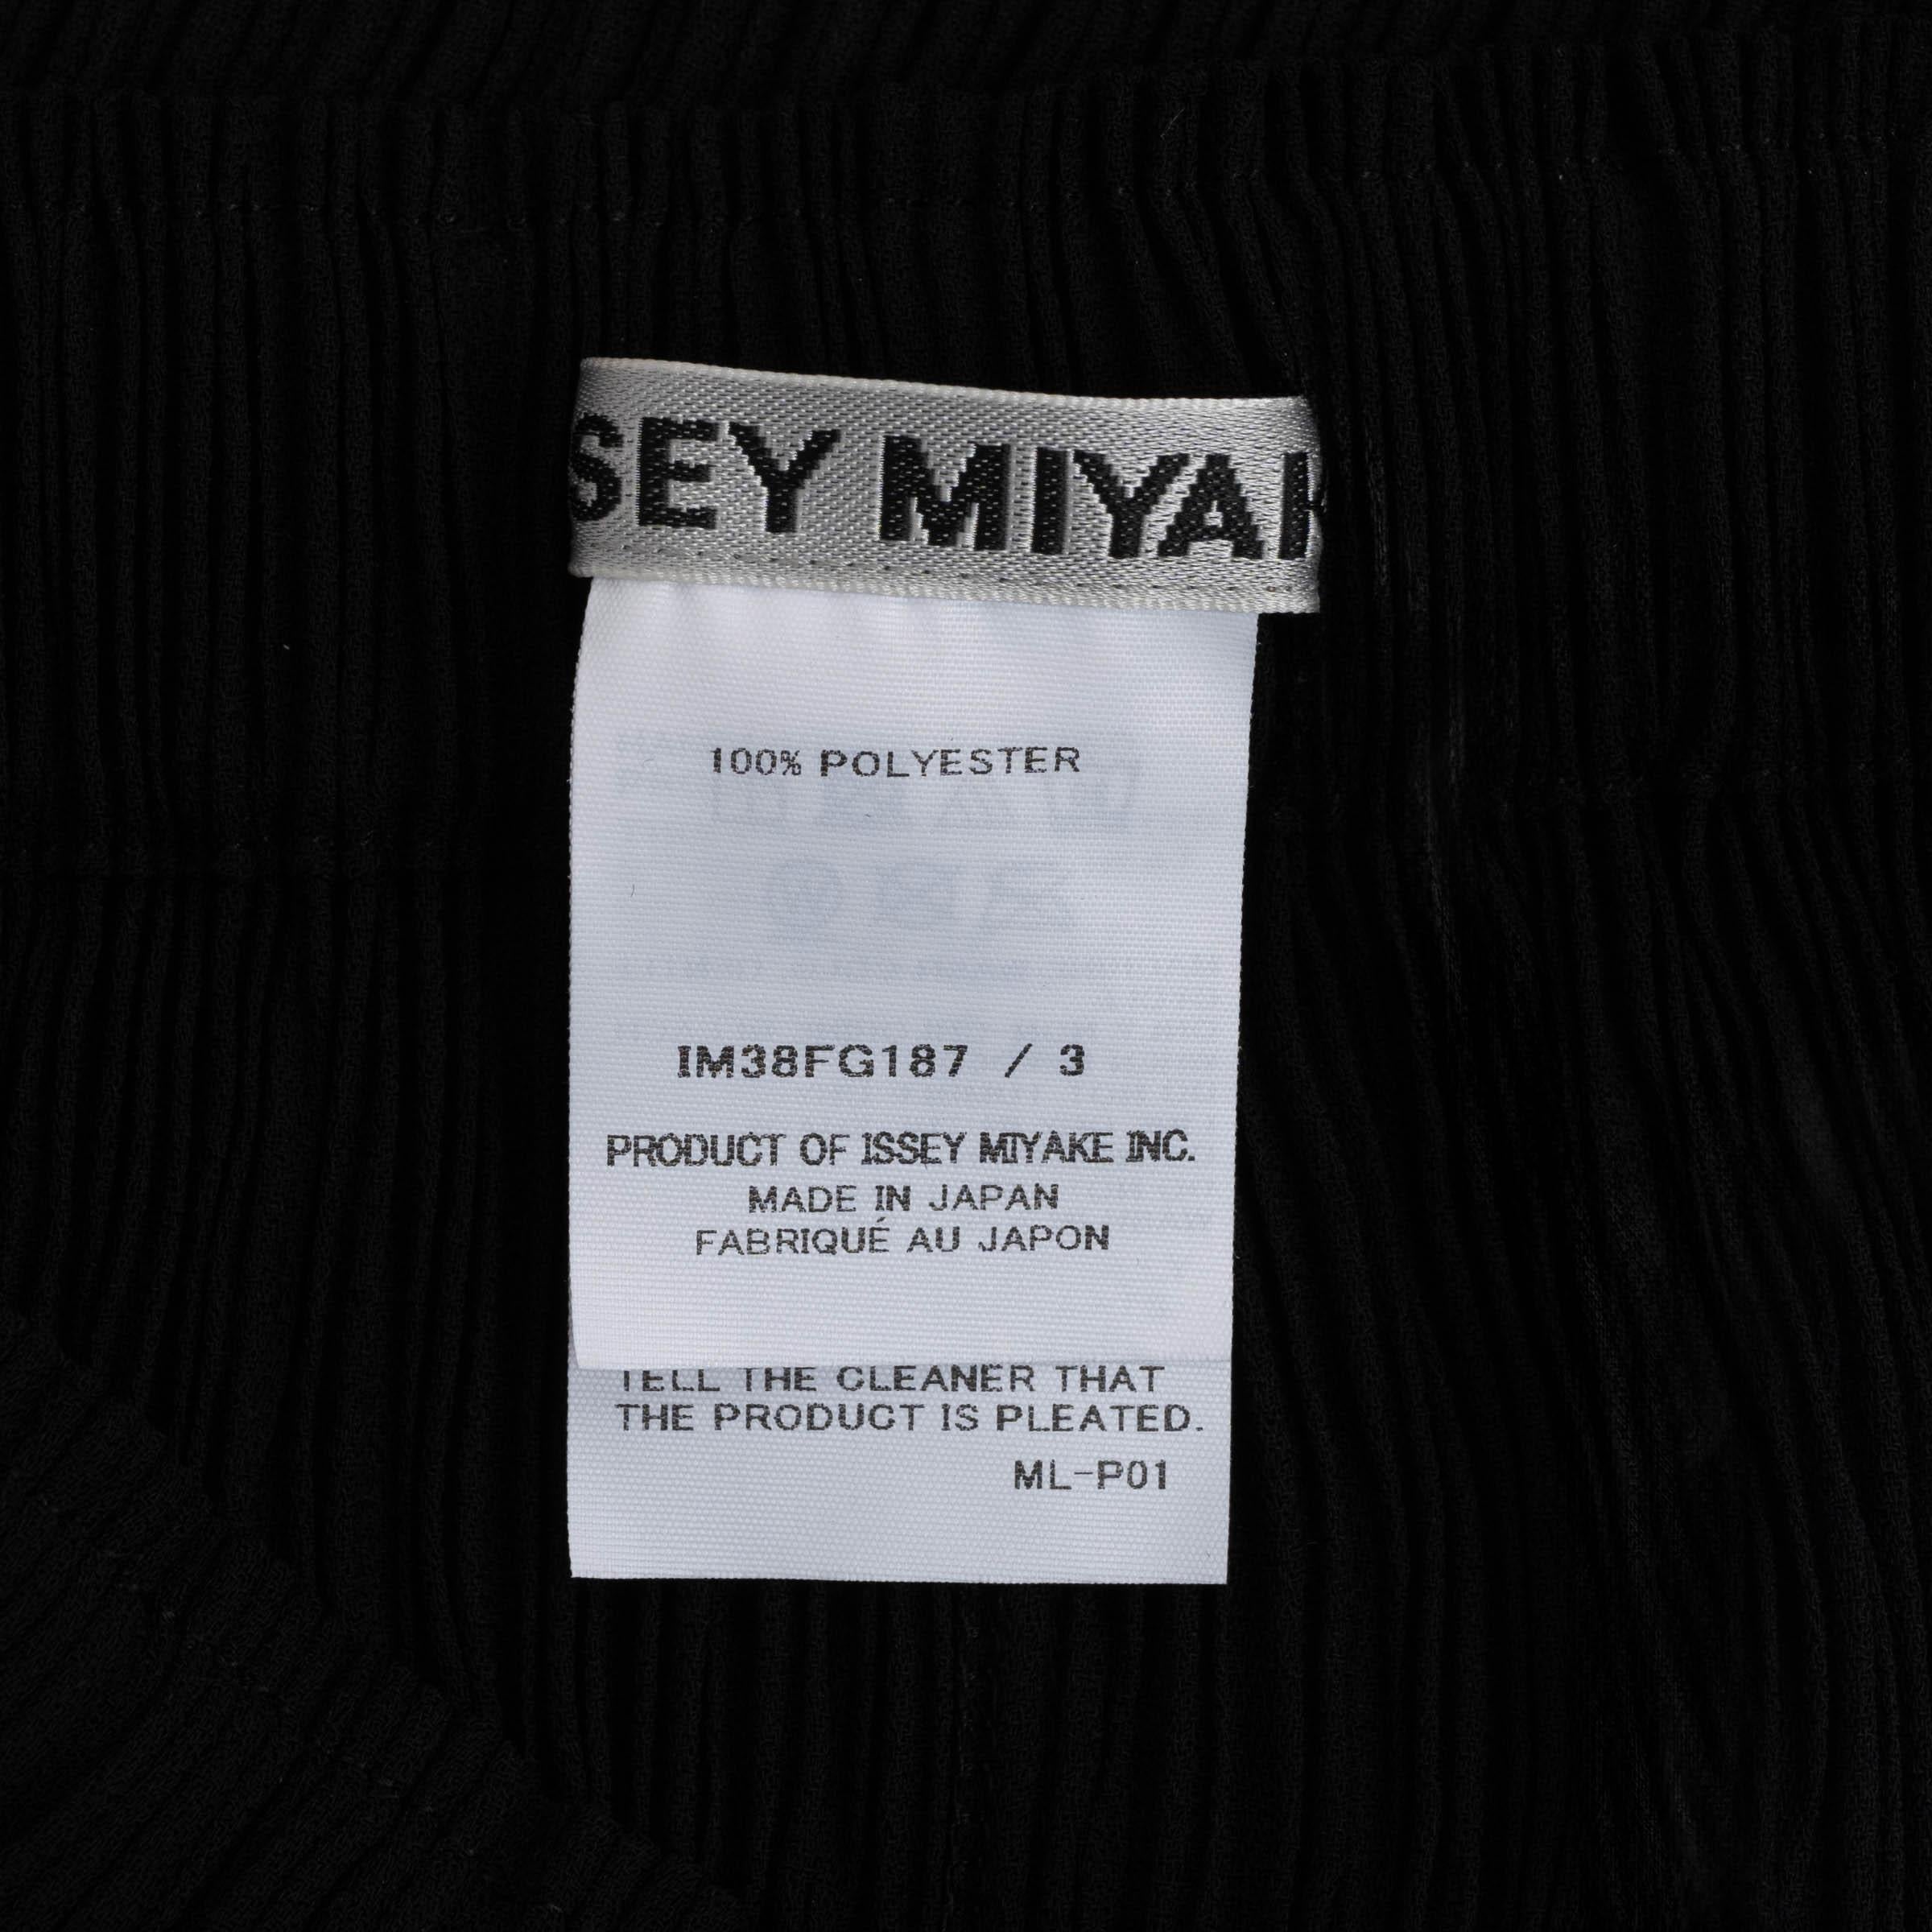 SSEY MIYAK
100% POLYESTER
IM38FG187 / 3
PRODUCT OF ISSEY MIYAKE INC.
MADE IN JAPAN
FABRIQUÉ AU JAPON
TELL THE CLEANER THAT
THE PRODUCT IS PLEATED.
ML-P01